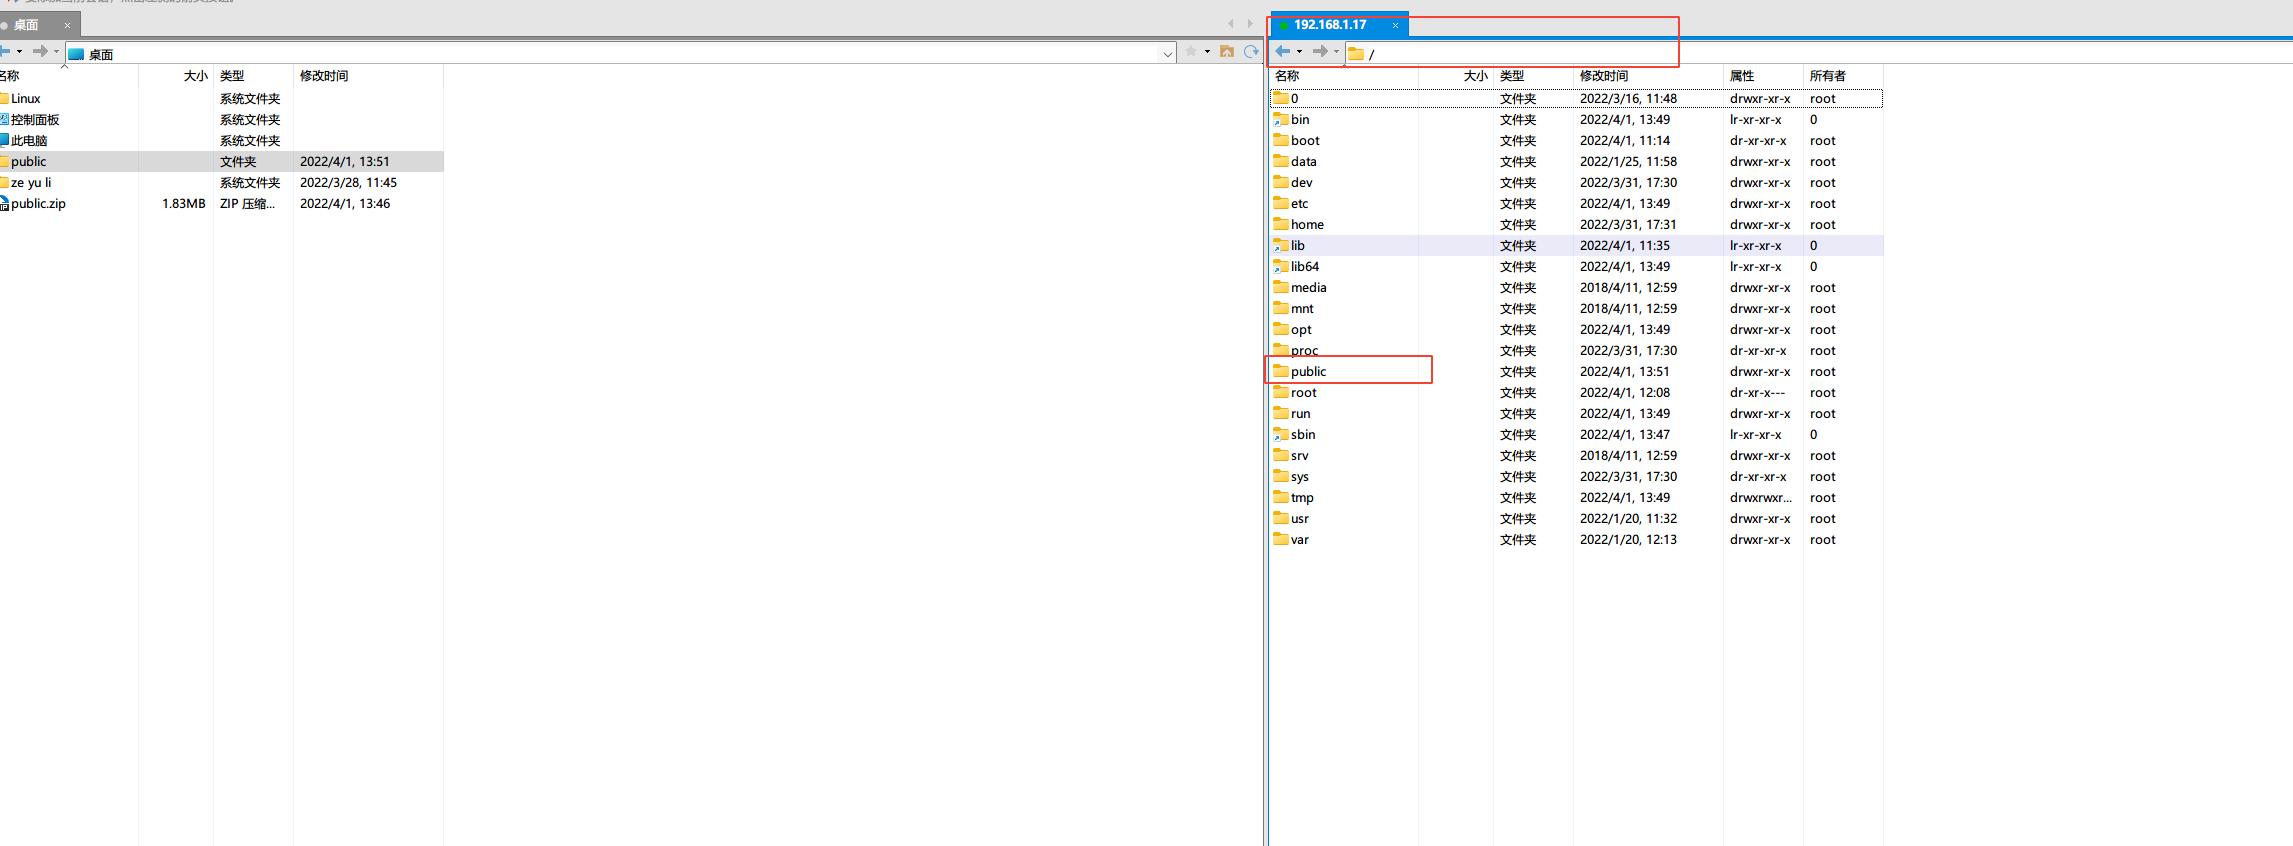 桌面 ×
桌面
名称 大小 类型 修改时间
Linux 系统文件夹
控制面板 系统文件夹
此电脑 系统文件夹
public 文件夹 2022/4/1, 13:51
ze yu li 系统文件夹 2022/3/28, 11:45
public.zip 1.83MB ZIP 压缩... 2022/4/1, 13:46
192.168.1.17 ×
/
名称 大小 类型 修改时间 属性 所有者
0 文件夹 2022/3/16, 11:48 drwxr-xr-x root
bin 文件夹 2022/4/1, 13:49 lr-xr-xr-x 0
boot 文件夹 2022/4/1, 11:14 dr-xr-xr-x root
data 文件夹 2022/1/25, 11:58 drwxr-xr-x root
dev 文件夹 2022/3/31, 17:30 drwxr-xr-x root
etc 文件夹 2022/4/1, 13:49 drwxr-xr-x root
home 文件夹 2022/3/31, 17:31 drwxr-xr-x root
lib 文件夹 2022/4/1, 11:35 lr-xr-xr-x 0
lib64 文件夹 2022/4/1, 13:49 lr-xr-xr-x 0
media 文件夹 2018/4/11, 12:59 drwxr-xr-x root
mnt 文件夹 2018/4/11, 12:59 drwxr-xr-x root
opt 文件夹 2022/4/1, 13:49 drwxr-xr-x root
proc 文件夹 2022/3/31, 17:30 dr-xr-xr-x root
public 文件夹 2022/4/1, 13:51 drwxr-xr-x root
root 文件夹 2022/4/1, 12:08 dr-xr-x--- root
run 文件夹 2022/4/1, 13:49 drwxr-xr-x root
sbin 文件夹 2022/4/1, 13:47 lr-xr-xr-x 0
srv 文件夹 2018/4/11, 12:59 drwxr-xr-x root
sys 文件夹 2022/3/31, 17:30 dr-xr-xr-x root
tmp 文件夹 2022/4/1, 13:49 drwxrwxr... root
usr 文件夹 2022/1/20, 11:32 drwxr-xr-x root
var 文件夹 2022/1/20, 12:13 drwxr-xr-x root